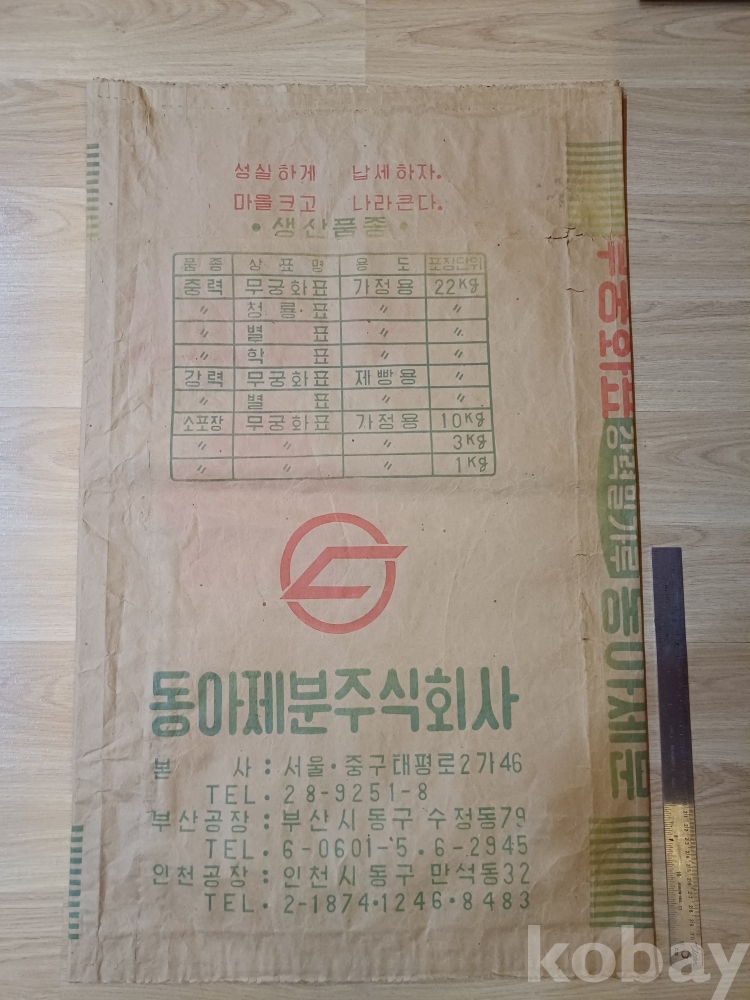 성실하게 납세하자.
마을크고 나라큰다.
• 생산품종 •
품종 상표명 용도 포장단위
중력 무궁화표 가정용 22Kg
〃 청룡표 〃 〃
〃 별표 〃 〃
〃 학표 〃 〃
강력 무궁화표 제빵용 〃
〃 별표 〃 〃
소포장 무궁화표 가정용 10Kg
〃 〃 〃 3Kg
〃 〃 〃 1Kg
동아제분주식회사
본 사 : 서울·중구태평로2가46
TEL. 28-9251-8
부산공장 : 부산시동구 수정동79
TEL. 6-0601-5. 6-2945
인천공장 : 인천시동구 만석동32
TEL. 2-1874·1246·8483
무궁화표
강력밀가루
동아제분
kobay